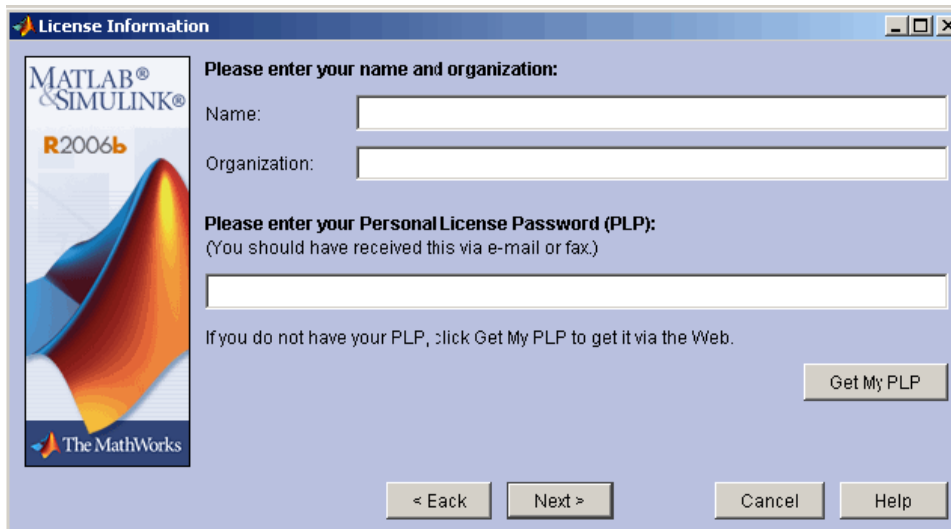 License Information
MATLAB®
&SIMULINK®
R2006b
The MathWorks
Please enter your name and organization:
Name:
Organization:
Please enter your Personal License Password (PLP):
(You should have received this via e-mail or fax.)
If you do not have your PLP, click Get My PLP to get it via the Web.
Get My PLP
< Eack
Next >
Cancel
Help